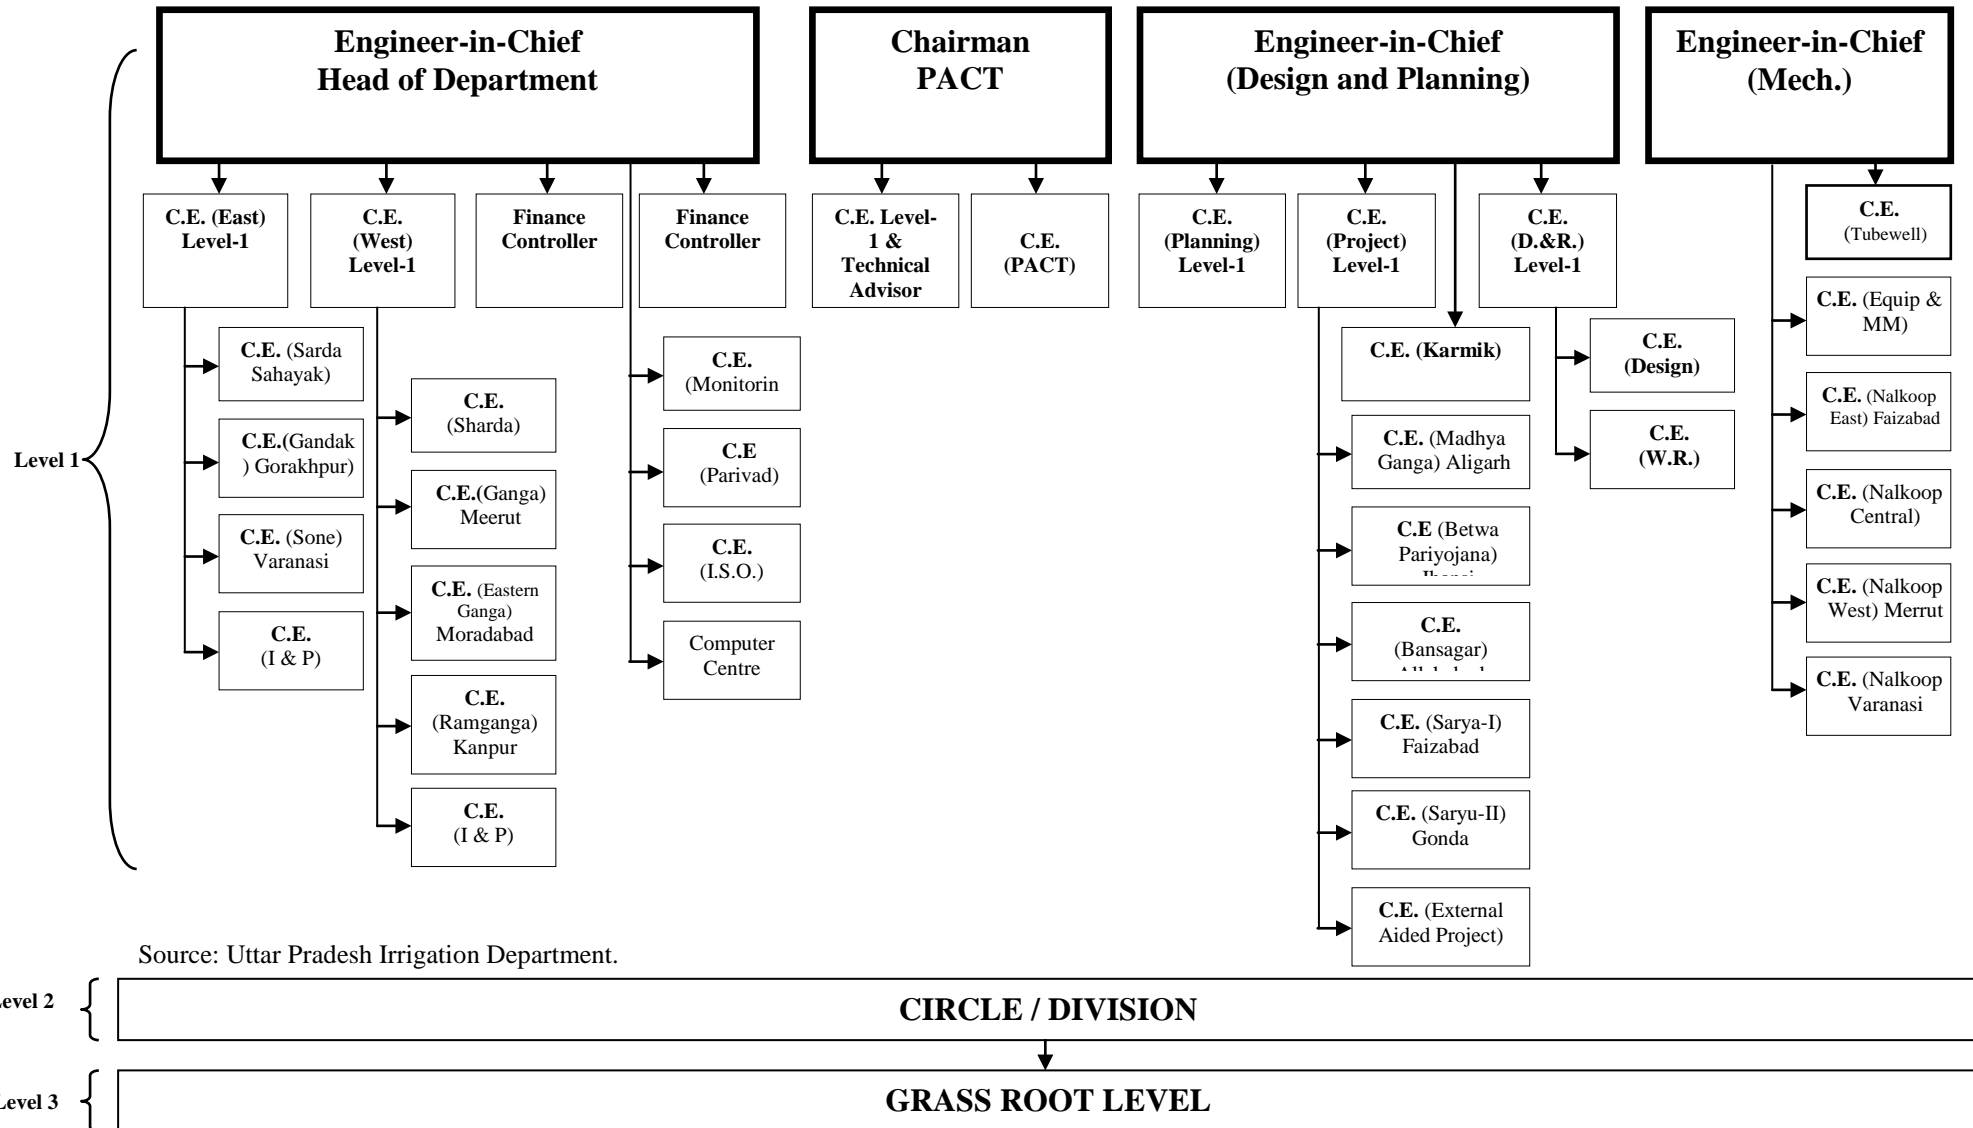 Engineer-in-Chief
Head of Department
Chairman
PACT
Engineer-in-Chief
(Design and Planning)
Engineer-in-Chief
(Mech.)
Level 1
C.E. (East)
Level-1
C.E.
(West)
Level-1
Finance
Controller
Finance
Controller
C.E. Level-
1 &
Technical
Advisor
C.E.
(PACT)
C.E.
(Planning)
Level-1
C.E.
(Project)
Level-1
C.E.
(D.&R.)
Level-1
C.E.
(Tubewell)
C.E. (Sarda
Sahayak)
C.E.(Gandak
) Gorakhpur)
C.E. (Sone)
Varanasi
C.E.
(I & P)
C.E.
(Sharda)
C.E.(Ganga)
Meerut
C.E. (Eastern
Ganga)
Moradabad
C.E.
(Ramganga)
Kanpur
C.E.
(I & P)
C.E.
(Monitorin
C.E
(Parivad)
C.E.
(I.S.O.)
Computer
Centre
C.E. (Karmik)
C.E. (Madhya
Ganga) Aligarh
C.E (Betwa
Pariyojana)
C.E.
(Bansagar)
C.E. (Sarya-I)
Faizabad
C.E. (Saryu-II)
Gonda
C.E. (External
Aided Project)
C.E.
(Design)
C.E.
(W.R.)
C.E. (Equip &
MM)
C.E. (Nalkoop
East) Faizabad
C.E. (Nalkoop
Central)
C.E. (Nalkoop
West) Merrut
C.E. (Nalkoop
Varanasi
Source: Uttar Pradesh Irrigation Department.
evel 2
CIRCLE / DIVISION
evel 3
GRASS ROOT LEVEL